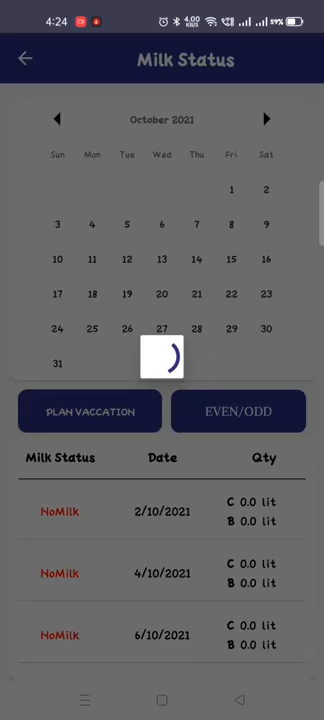 4:24 4.00 KB/S 59%
Milk Status
October 2021
Sun Mon Tue Wed Thu Fri Sat
1 2
3 4 5 6 7 8 9
10 11 12 13 14 15 16
17 18 19 20 21 22 23
24 25 26 27 28 29 30
31
PLAN VACCATION EVEN/ODD
Milk Status Date Qty
NoMilk 2/10/2021 C 0.0 lit
B 0.0 lit
NoMilk 4/10/2021 C 0.0 lit
B 0.0 lit
NoMilk 6/10/2021 C 0.0 lit
B 0.0 lit